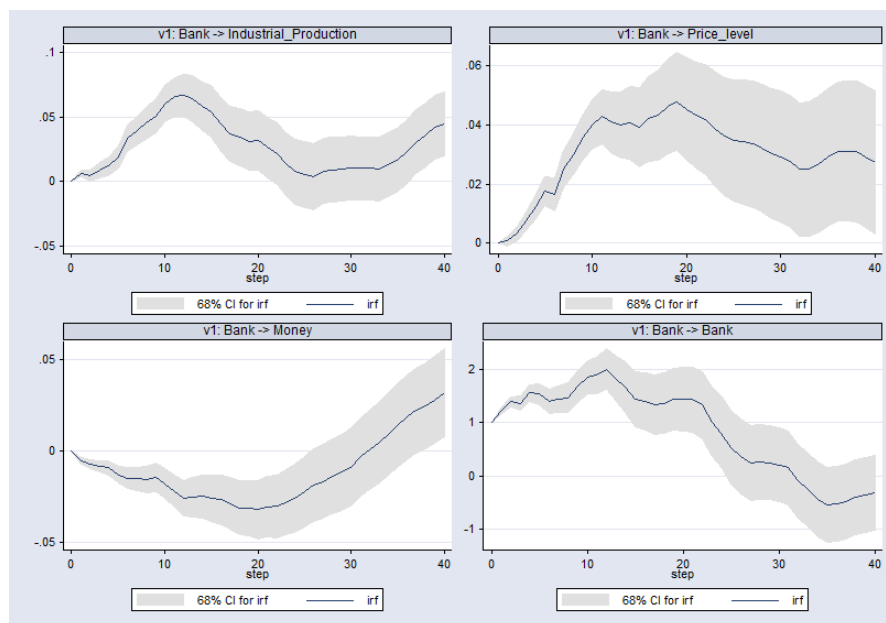 v1: Bank -> Industrial_Production
.1
.05
0
-.05
0 10 20 30 40
step
68% CI for irf irf
v1: Bank -> Price_level
.06
.04
.02
0
0 10 20 30 40
step
68% CI for irf irf
v1: Bank -> Money
.05
0
-.05
0 10 20 30 40
step
68% CI for irf irf
v1: Bank -> Bank
2
1
0
-1
0 10 20 30 40
step
68% CI for irf irf